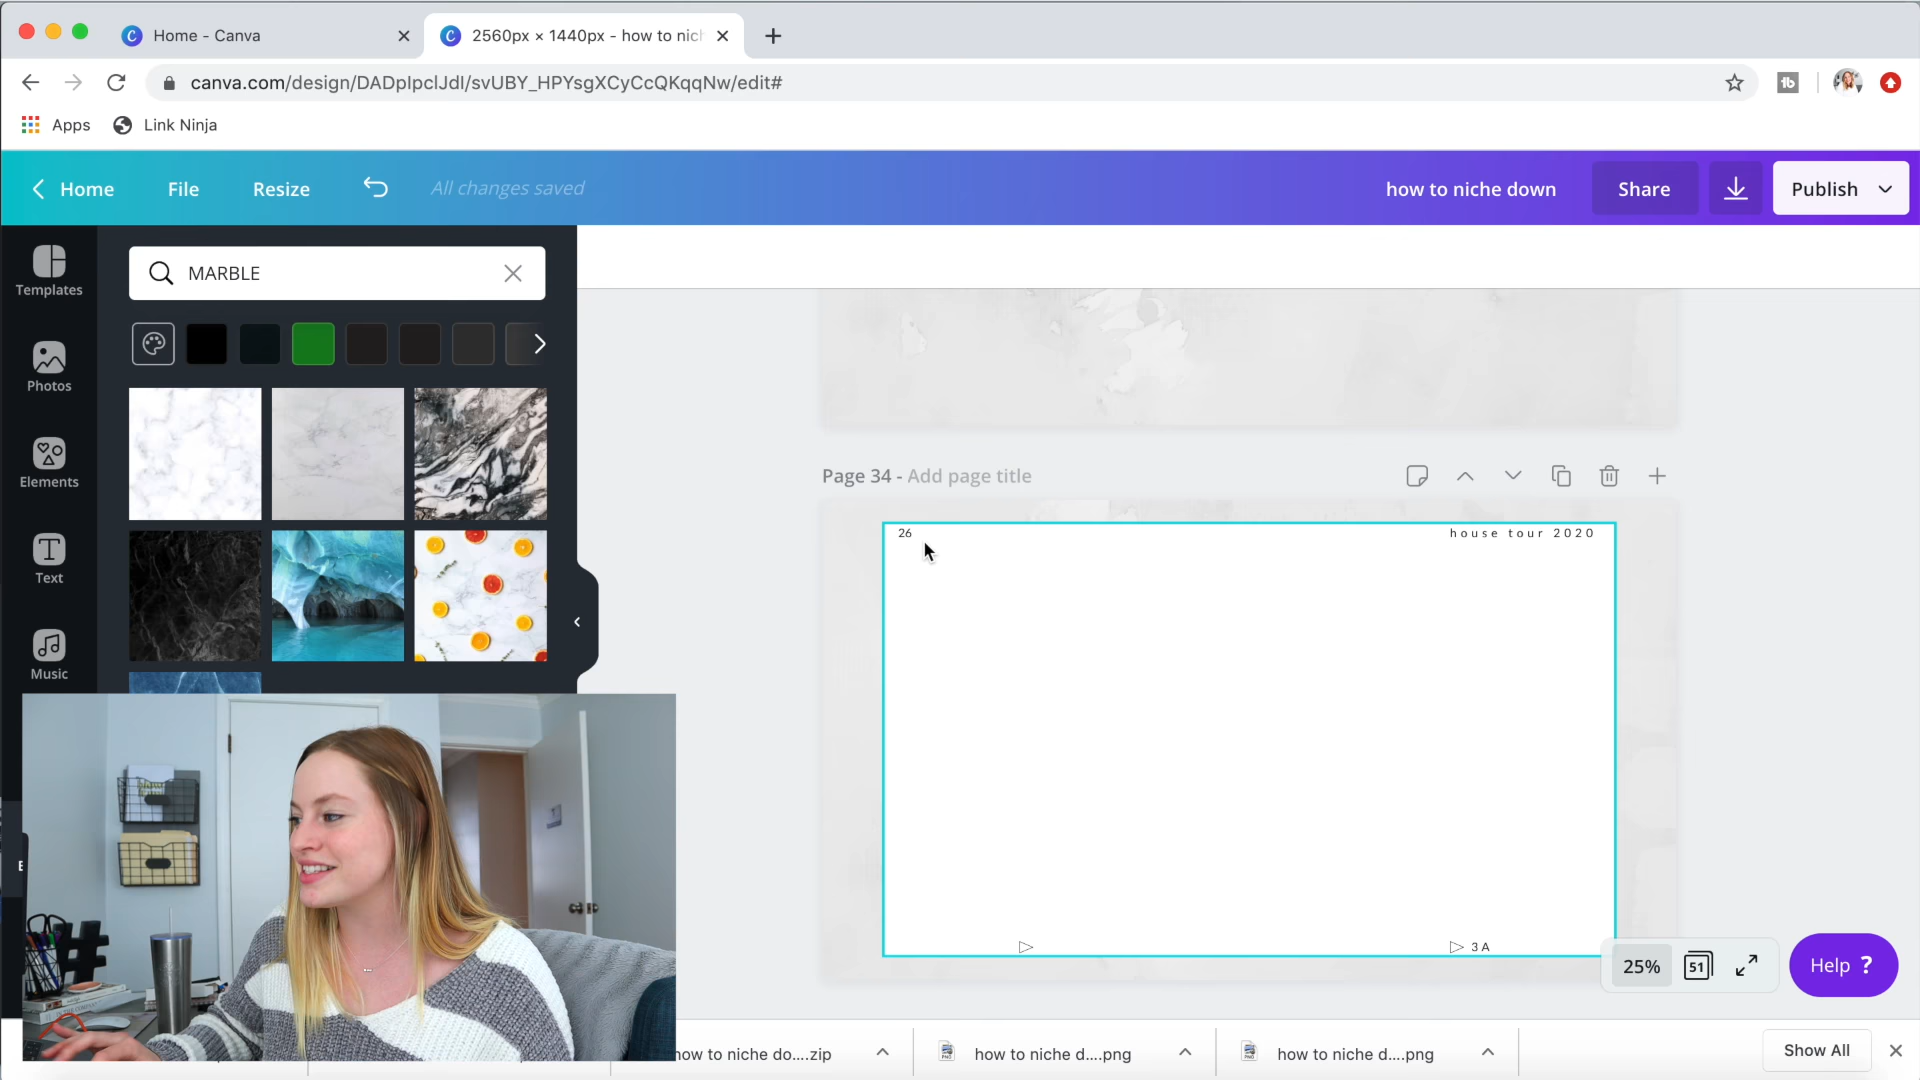 Home - Canva
2560px × 1440px - how to nich
canva.com/design/DADpIpclJdI/svUBY_HPYsgXCyCcQKqqNw/edit#
Apps
Link Ninja
Home
File
Resize
All changes saved
how to niche down
Share
Publish
Templates
MARBLE
Photos
Elements
Text
Music
Page 34 - Add page title
26
house tour 2020
3A
25%
51
Help ?
how to niche do....zip
how to niche d....png
how to niche d....png
Show All